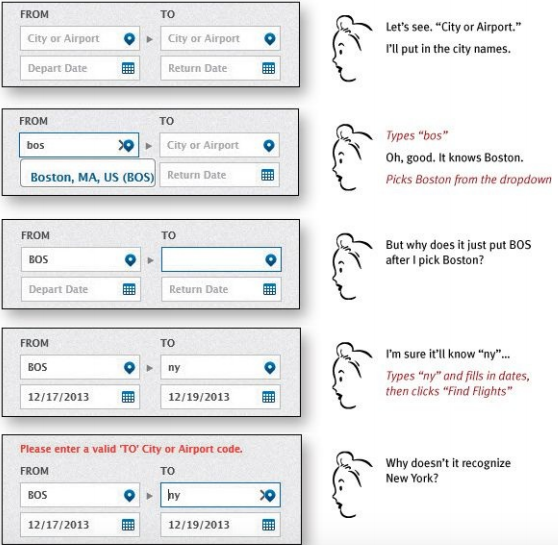 FROM TO
City or Airport City or Airport
Depart Date Return Date
Let's see. “City or Airport.”
I'll put in the city names.
FROM TO
bos City or Airport
Boston, MA, US (BOS) Return Date
Types “bos”
Oh, good. It knows Boston.
Picks Boston from the dropdown
FROM TO
BOS
Depart Date Return Date
But why does it just put BOS
after I pick Boston?
FROM TO
BOS ny
12/17/2013 12/19/2013
I'm sure it'll know “ny”...
Types “ny” and fills in dates,
then clicks “Find Flights”
Please enter a valid 'TO' City or Airport code.
FROM TO
BOS ny
12/17/2013 12/19/2013
Why doesn't it recognize
New York?